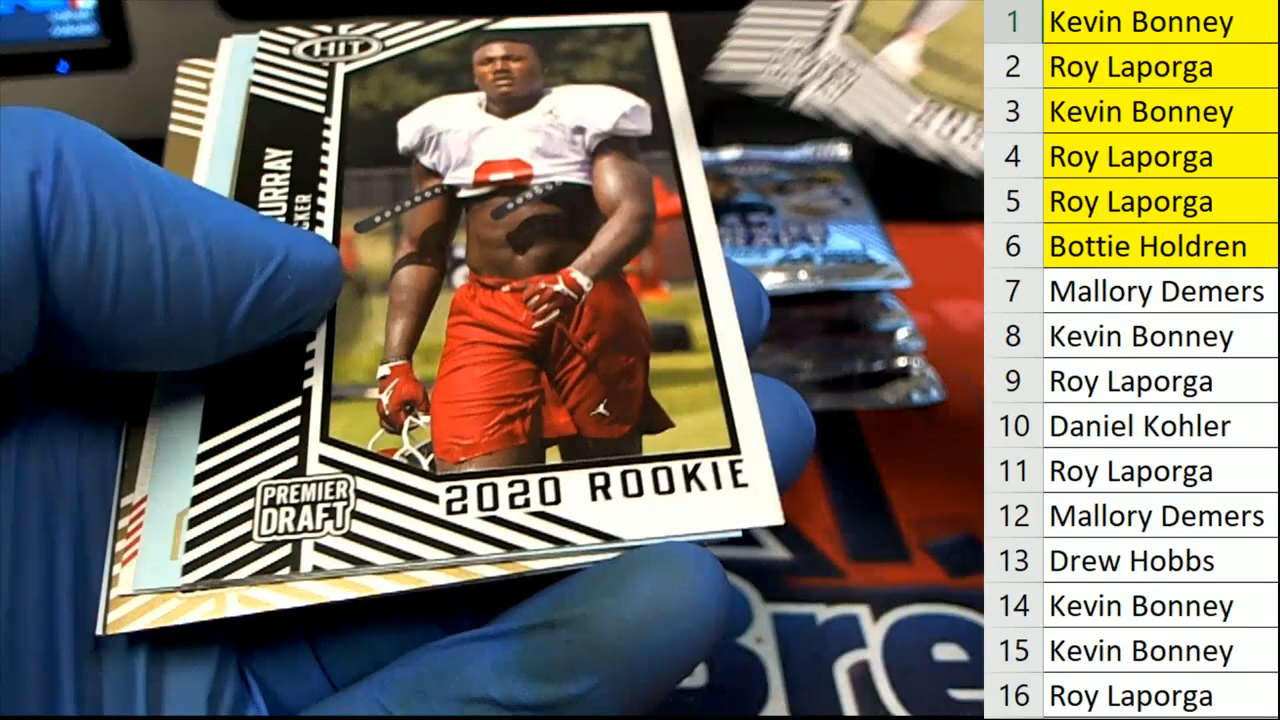 HIT
PREMIER
DRAFT
2020 ROOKIE
Bre
1 Kevin Bonney
2 Roy Laporga
3 Kevin Bonney
4 Roy Laporga
5 Roy Laporga
6 Bottie Holdren
7 Mallory Demers
8 Kevin Bonney
9 Roy Laporga
10 Daniel Kohler
11 Roy Laporga
12 Mallory Demers
13 Drew Hobbs
14 Kevin Bonney
15 Kevin Bonney
16 Roy Laporga